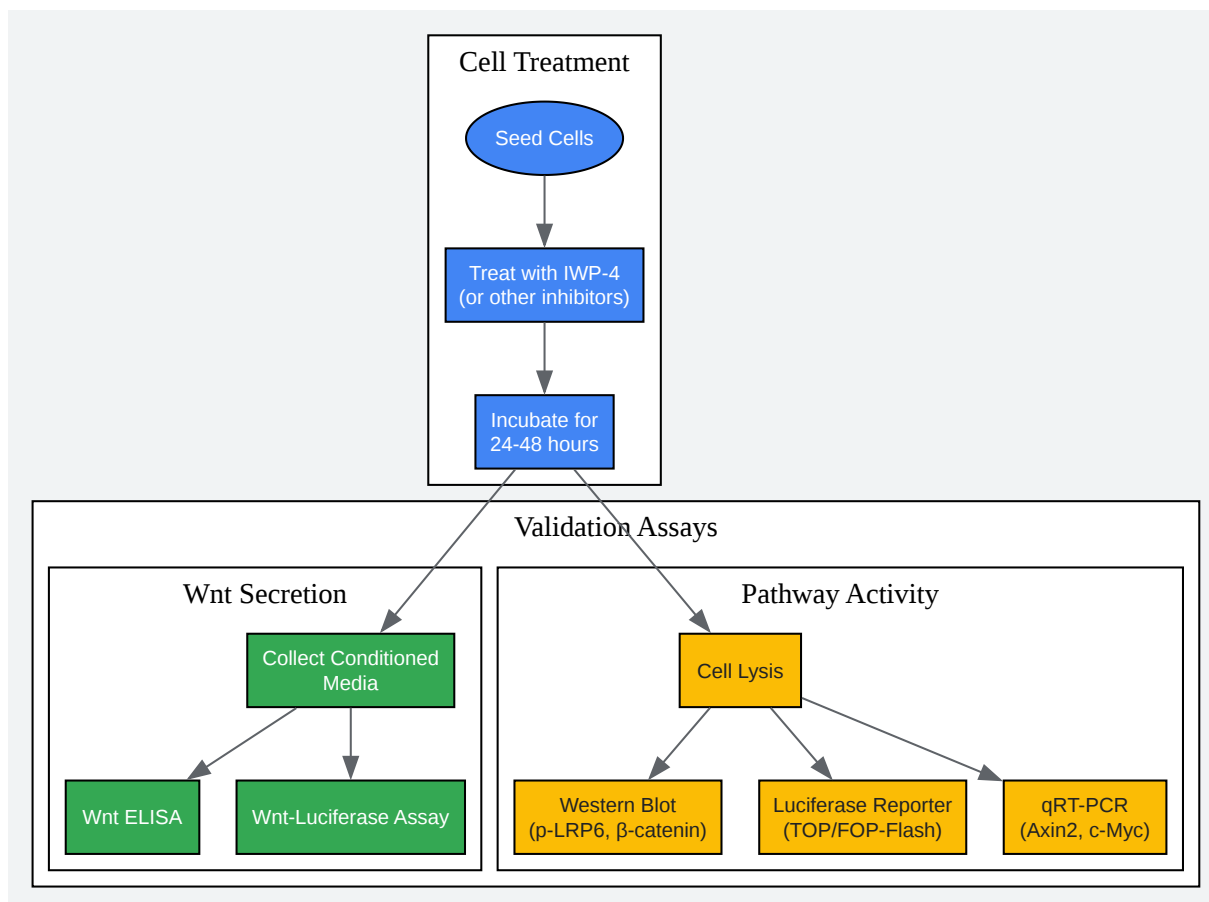 Cell Treatment
Seed Cells
Treat with IWP-4
(or other inhibitors)
Incubate for
24-48 hours
Validation Assays
Wnt Secretion
Collect Conditioned
Media
Wnt ELISA
Wnt-Luciferase Assay
Pathway Activity
Cell Lysis
Western Blot
(p-LRP6, β-catenin)
Luciferase Reporter
(TOP/FOP-Flash)
qRT-PCR
(Axin2, c-Myc)